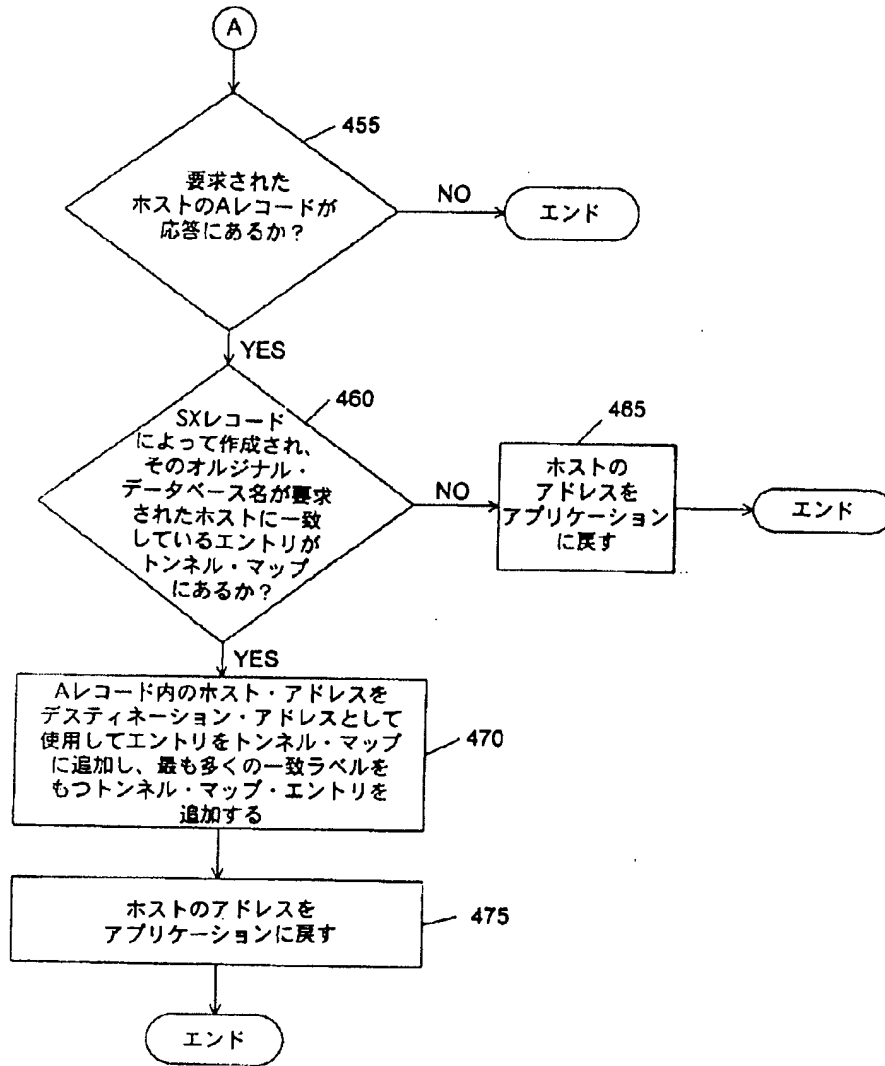 A
455
要求された
ホストのAレコードが
応答にあるか？
NO
エンド
YES
460
SXレコード
によって作成され、
そのオルジナル・
データベース名が要求
されたホストに一致
しているエントリが
トンネル・マップ
にあるか？
NO
465
ホストの
アドレスを
アプリケーション
に戻す
エンド
YES
Aレコード内のホスト・アドレスを
デスティネーション・アドレスとして
使用してエントリをトンネル・マップ
に追加し、最も多くの一致ラベルを
もつトンネル・マップ・エントリを
追加する
470
ホストのアドレスを
アプリケーションに戻す
475
エンド